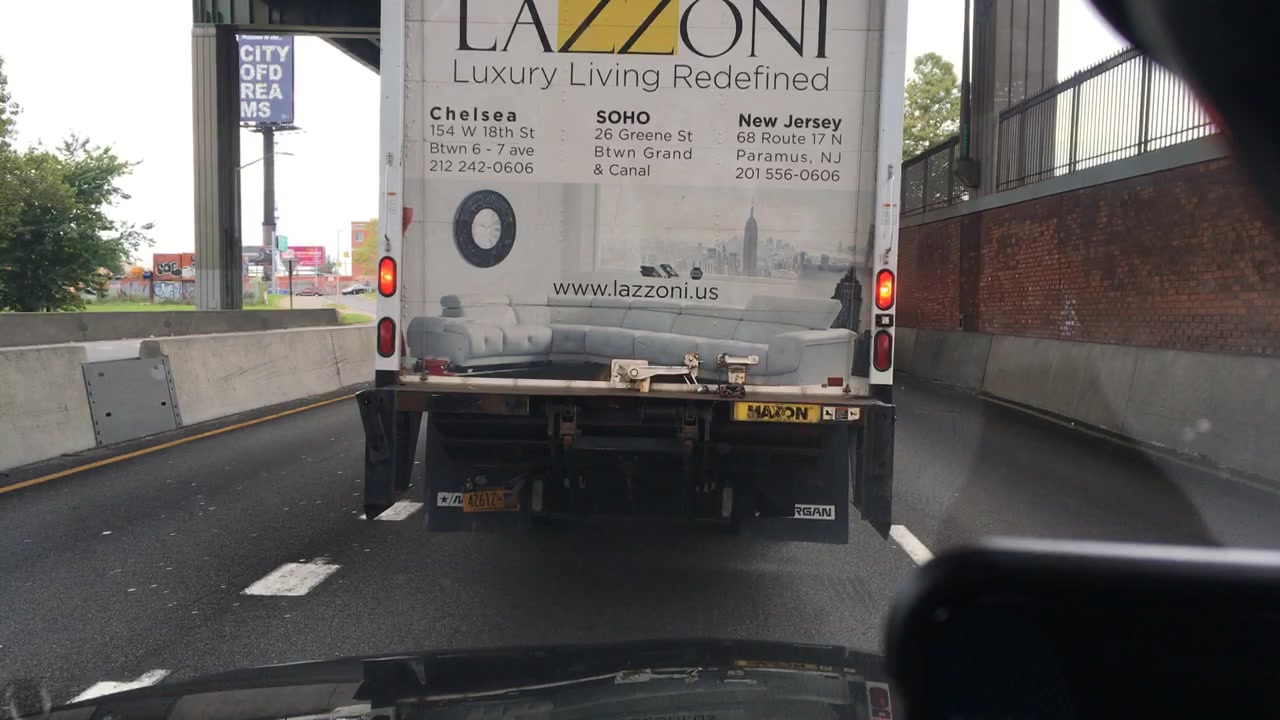 CITY
OFD
REA
MS
LAZZONI
Luxury Living Redefined
Chelsea
154 W 18th St
Btwn 6 - 7 ave
212 242-0606
SOHO
26 Greene St
Btwn Grand
& Canal
New Jersey
68 Route 17 N
Paramus, NJ
201 556-0606
www.lazzoni.us
MAXON
RGAN